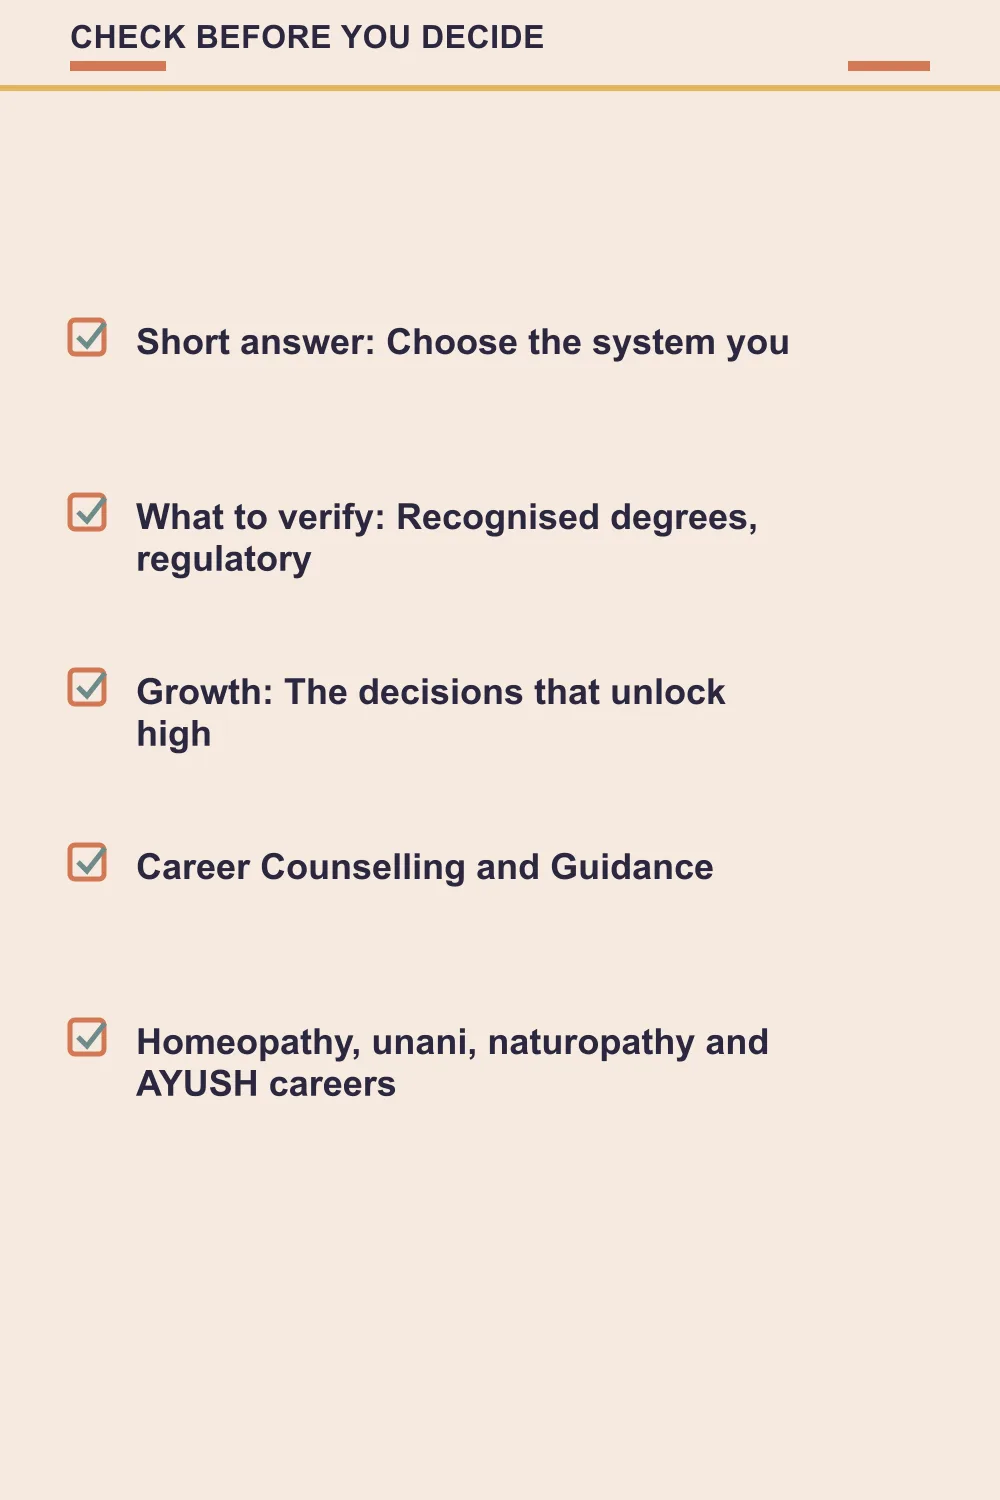 CHECK BEFORE YOU DECIDE
Short answer: Choose the system you
What to verify: Recognised degrees,
regulatory
Growth: The decisions that unlock
high
Career Counselling and Guidance
Homeopathy, unani, naturopathy and
AYUSH careers